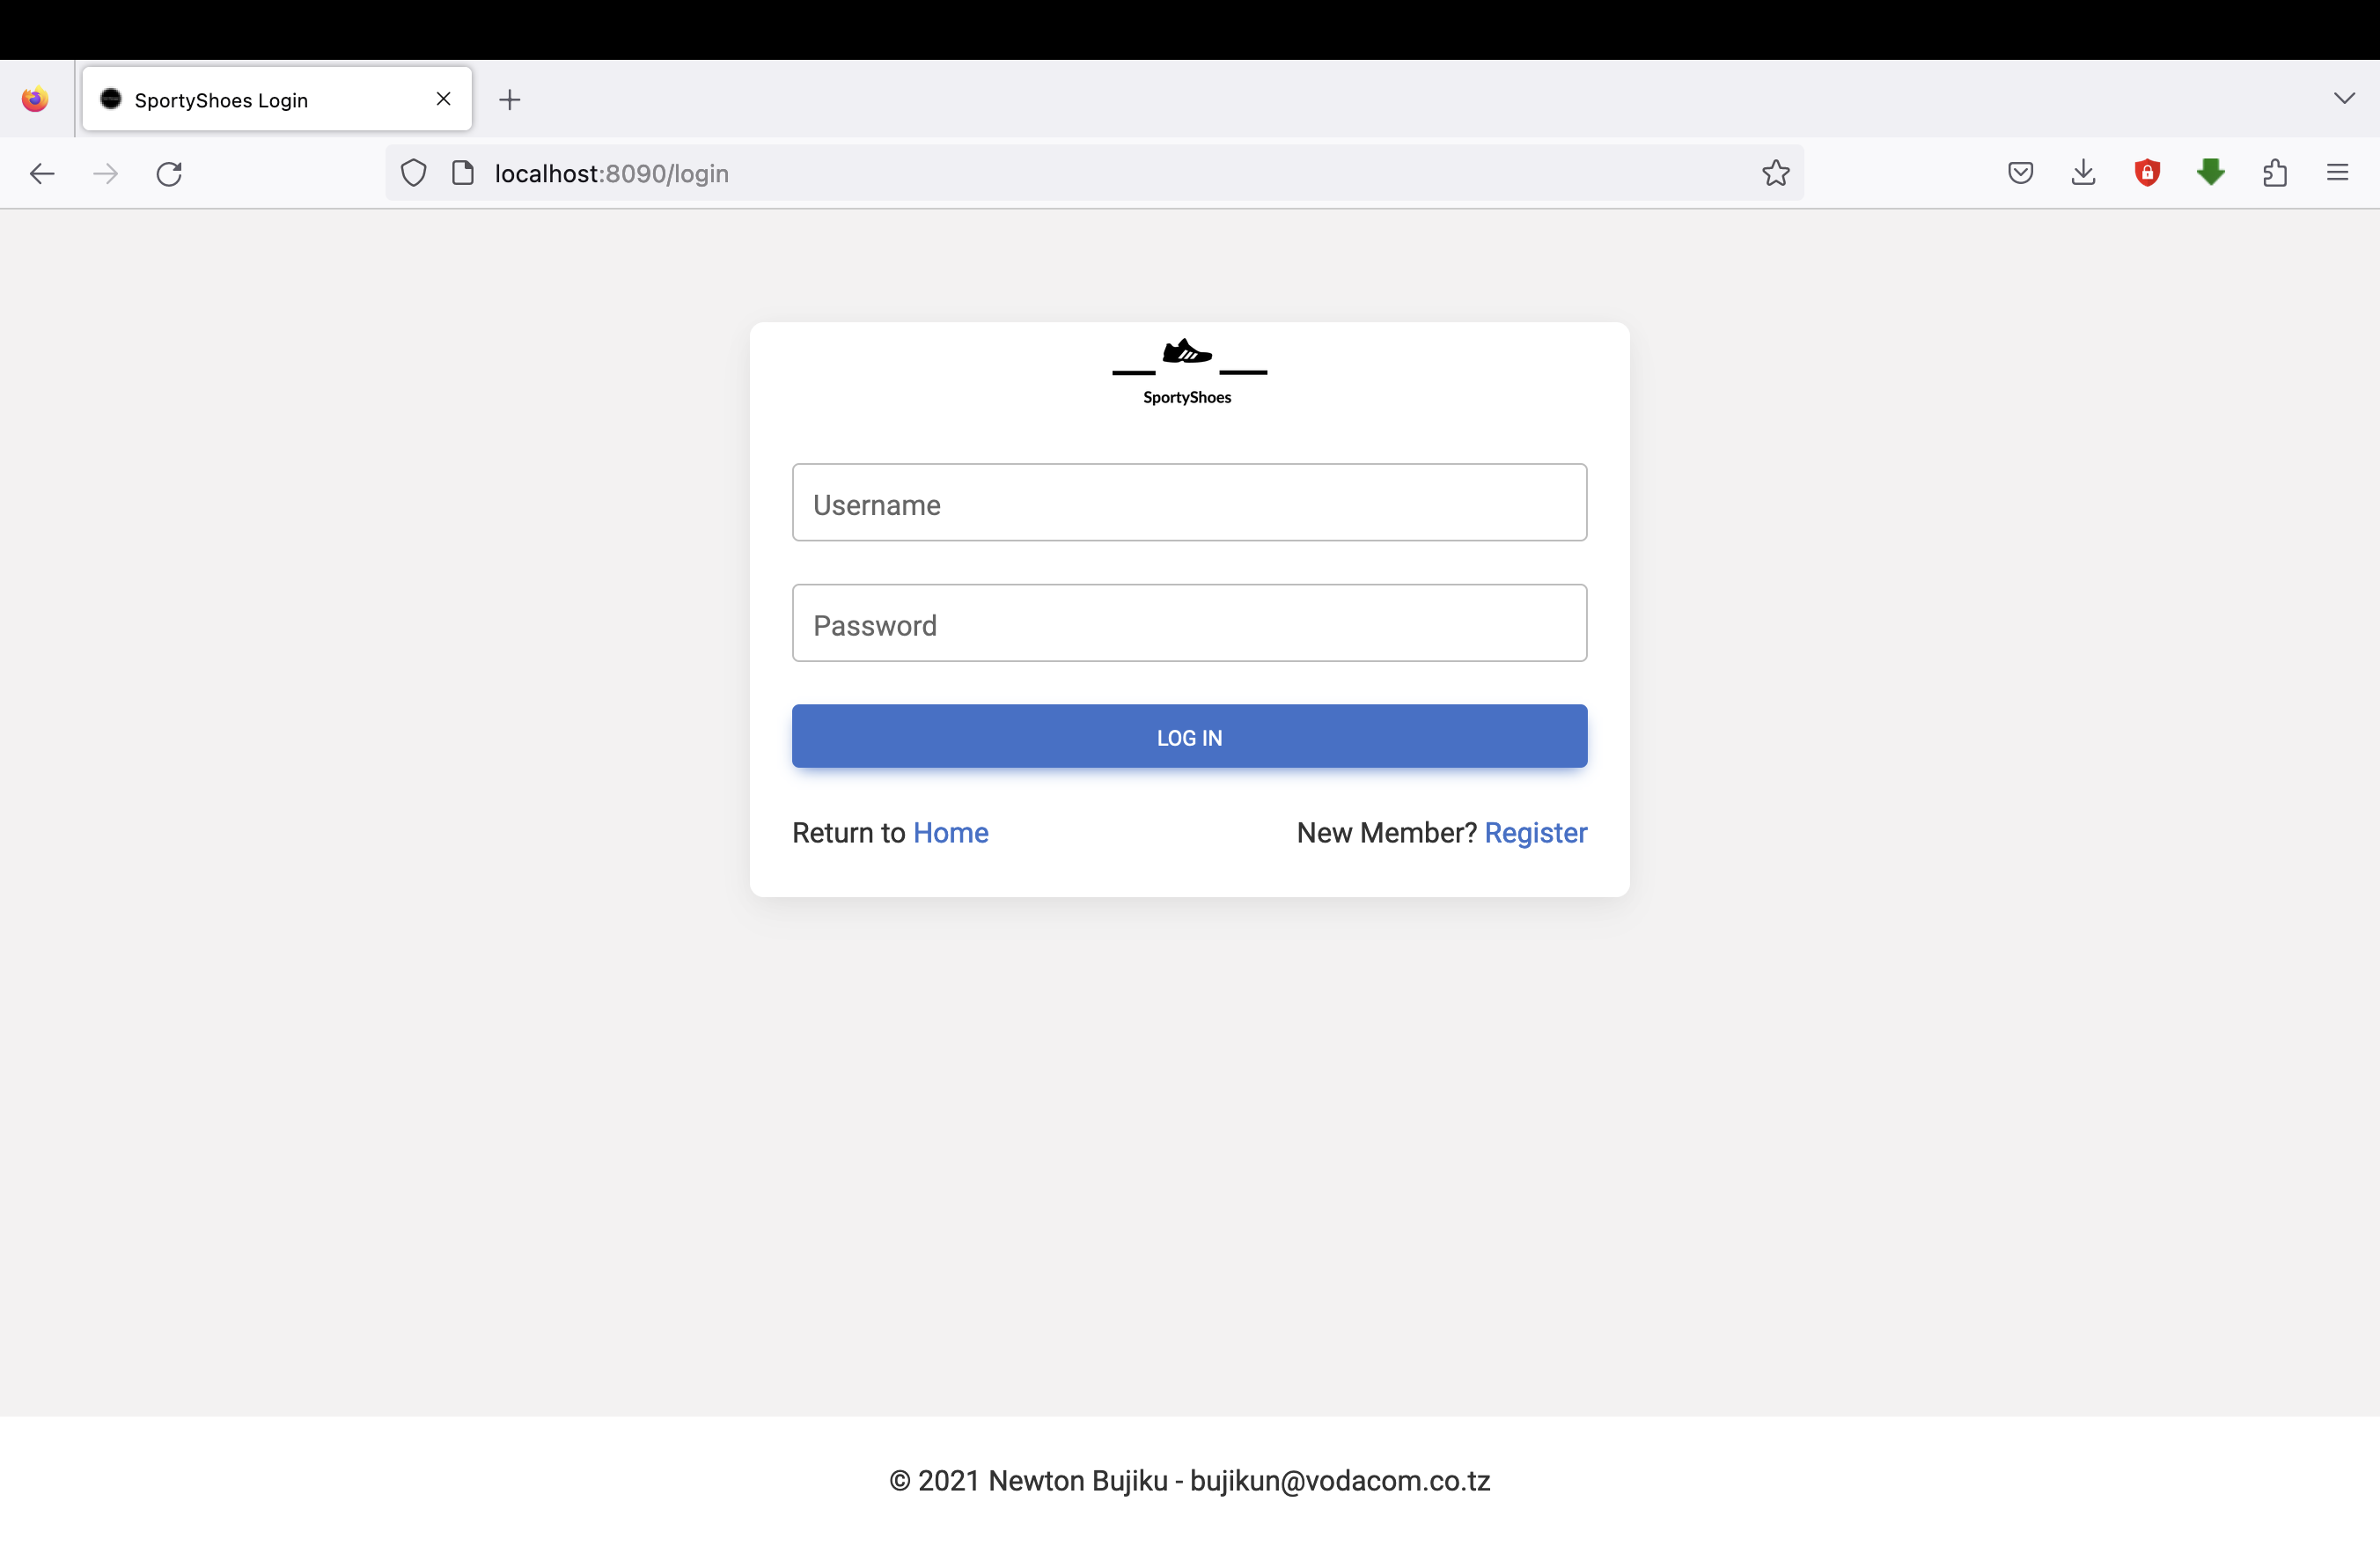 SportyShoes Login
localhost:8090/login
SportyShoes
Username
Password
LOG IN
Return to Home
New Member? Register
© 2021 Newton Bujiku - bujikun@vodacom.co.tz